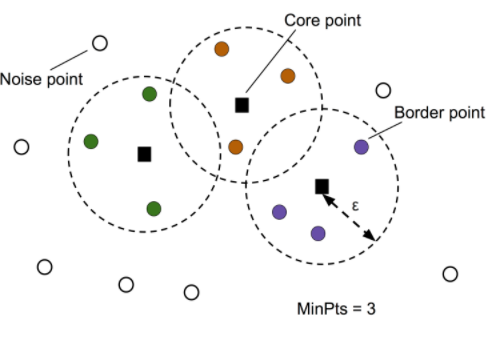 Core point
Noise point
Border point
ε
MinPts = 3